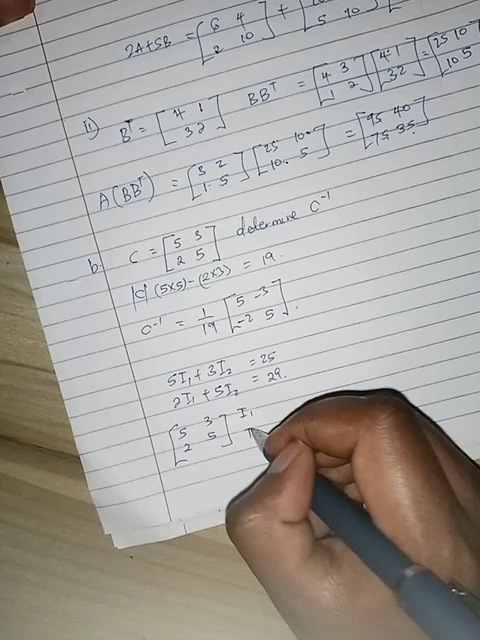 2A+5B = [6 4 2 10] + [ 5 10
ii) Bᵀ = [4 1 3 2] BBᵀ = [4 3 1 2][4 1 3 2] = [25 10 10 5
A(BBᵀ) = [3 2 1 5][25 10 10 5] = [95 40 75 35]
b. C = [5 3 2 5] determine C⁻¹
|C| (5×5)-(2×3) = 19.
C⁻¹ = 1/19 [5 -3 -2 5].
5I₁ + 3I₂ = 25
2I₁ + 5I₂ = 29.
[5 3 2 5] I₁